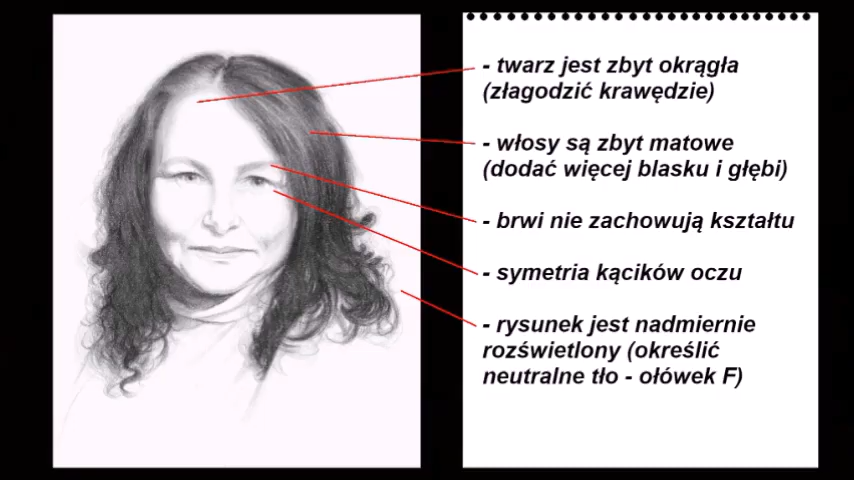 - twarz jest zbyt okrągła
(złagodzić krawędzie)
- włosy są zbyt matowe
(dodać więcej blasku i głębi)
- brwi nie zachowują kształtu
- symetria kącików oczu
- rysunek jest nadmiernie
rozświetlony (określić
neutralne tło - ołówek F)